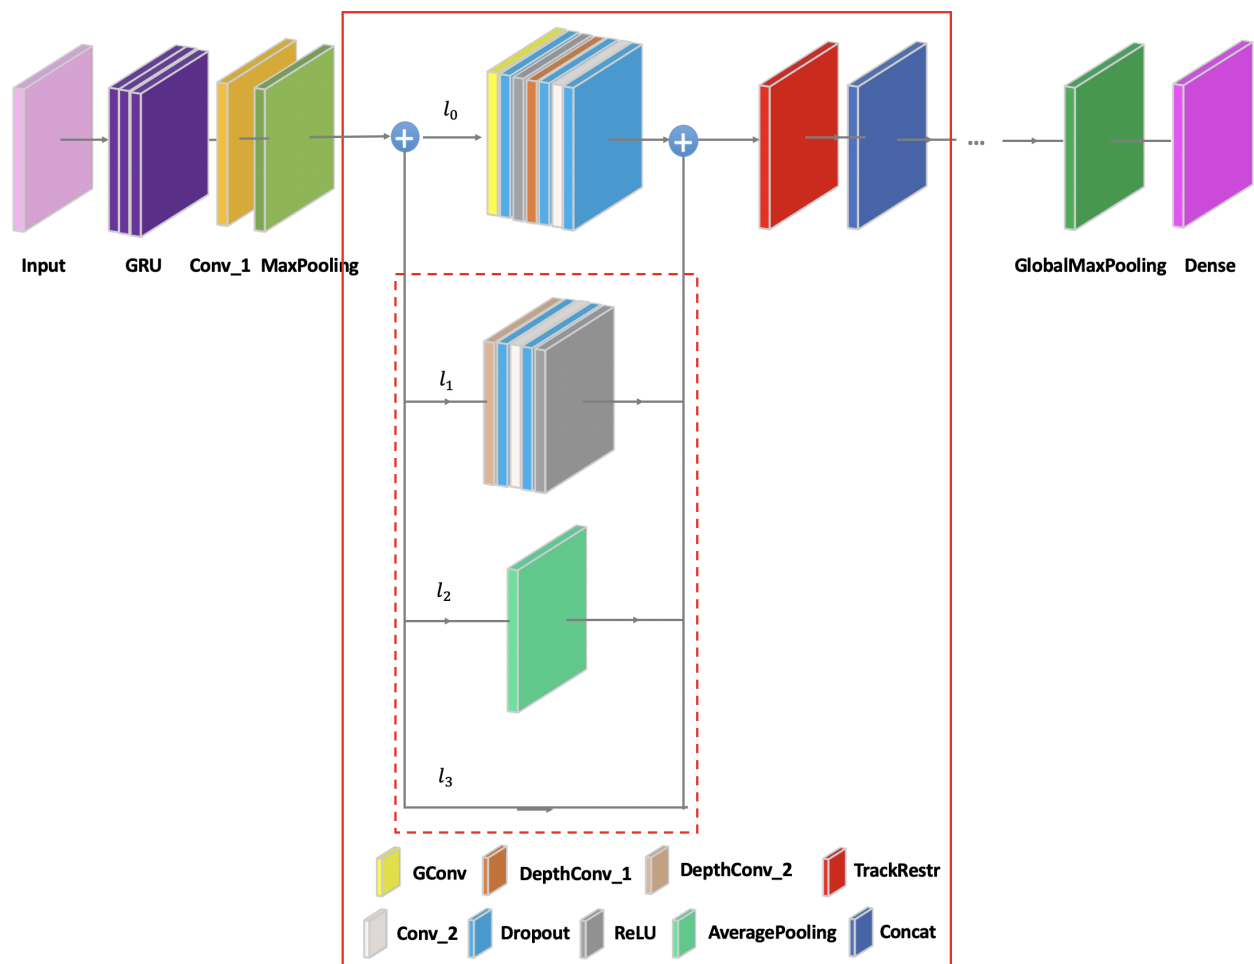 l0
...
Input GRU Conv_1 MaxPooling GlobalMaxPooling Dense
l1
l2
l3
GConv DepthConv_1 DepthConv_2 TrackRestr
Conv_2 Dropout ReLU AveragePooling Concat